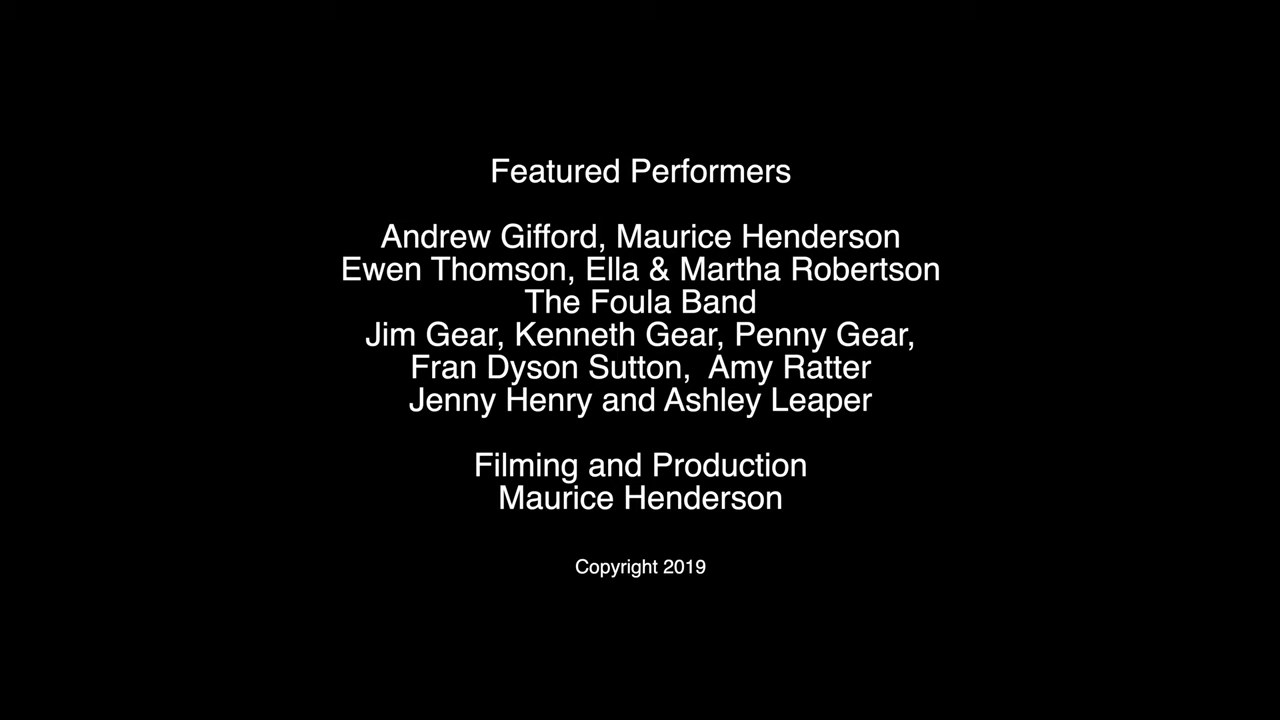 Featured Performers
Andrew Gifford, Maurice Henderson
Ewen Thomson, Ella & Martha Robertson
The Foula Band
Jim Gear, Kenneth Gear, Penny Gear,
Fran Dyson Sutton,  Amy Ratter
Jenny Henry and Ashley Leaper
Filming and Production
Maurice Henderson
Copyright 2019